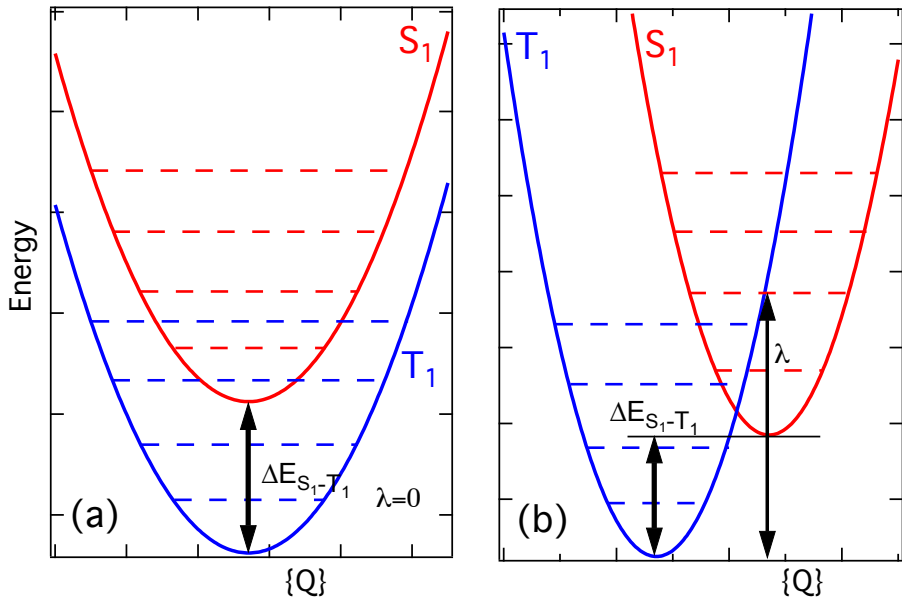 S1
T1
ΔES1-T1
λ=0
(a)
Energy
{Q}
T1
S1
λ
ΔES1-T1
(b)
{Q}